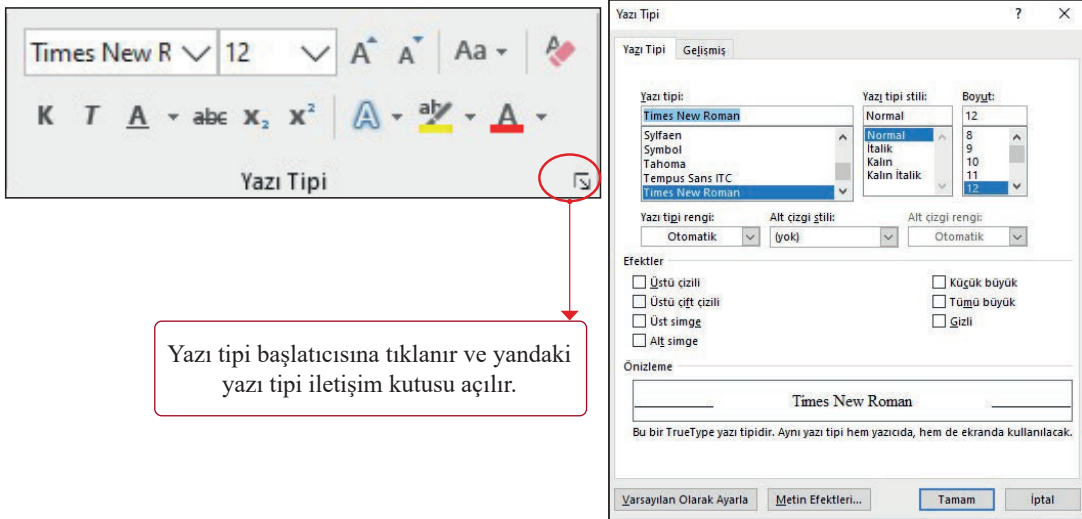 Times New R 12 A A Aa A
K T A abc X₂ X² A ab A
Yazı Tipi
Yazı tipi başlatıcısına tıklanır ve yandaki
yazı tipi iletişim kutusu açılır.
Yazı Tipi ? X
Yazı Tipi Gelişmiş
Yazı tipi: Yazı tipi stili: Boyut:
Times New Roman Normal 12
Sylfaen Normal 8
Symbol İtalik 9
Tahoma Kalın 10
Tempus Sans ITC Kalın İtalik 11
Times New Roman 12
Yazı tipi rengi: Alt çizgi stili: Alt çizgi rengi:
Otomatik (yok) Otomatik
Efektler
Üstü çizili Küçük büyük
Üstü çift çizili Tümü büyük
Üst simge Gizli
Alt simge
Önizleme
Times New Roman
Bu bir TrueType yazı tipidir. Aynı yazı tipi hem yazıcıda, hem de ekranda kullanılacak.
Varsayılan Olarak Ayarla Metin Efektleri... Tamam İptal